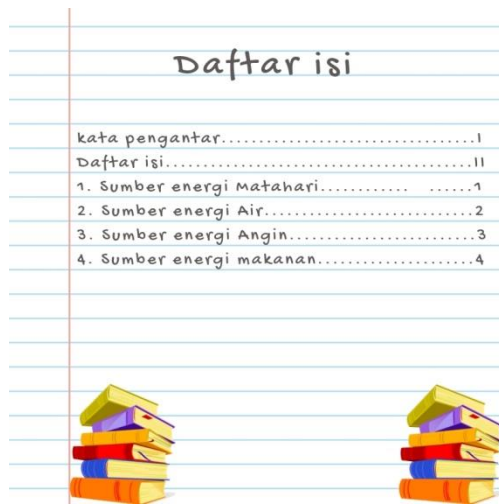 Daftar isi
kata pengantar..................................I
Daftar isi.........................................II
1. Sumber energi Matahari............ ......1
2. Sumber energi Air............................2
3. Sumber energi Angin.........................3
4. Sumber energi makanan.....................4